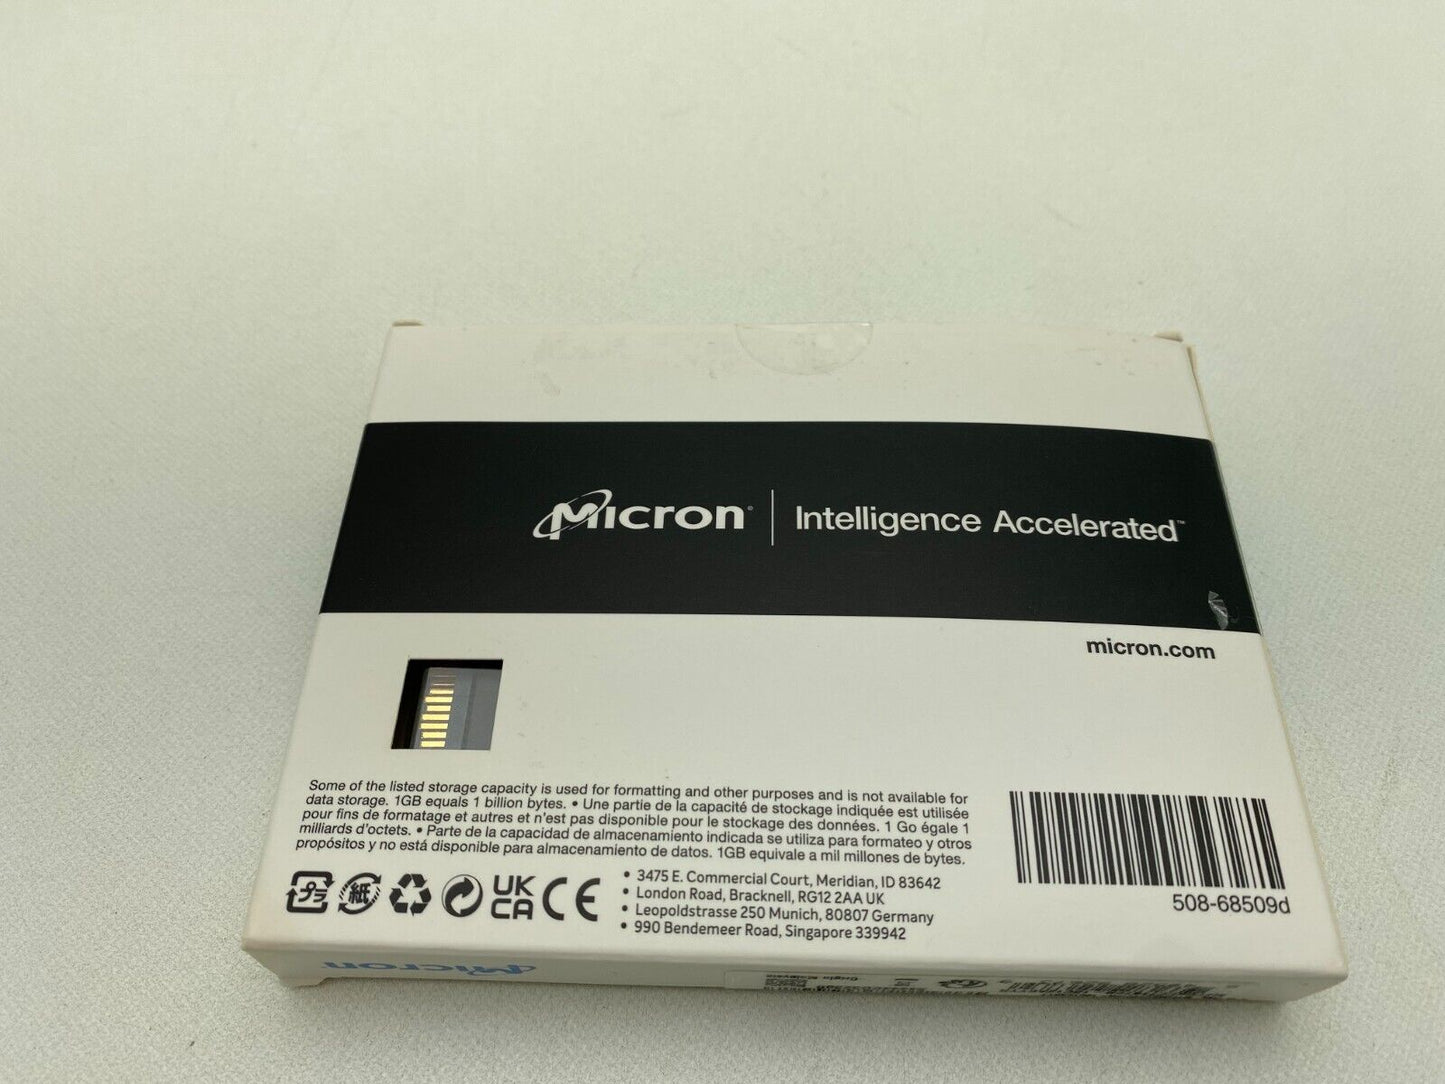 Micron® | Intelligence Accelerated™
micron.com
Some of the listed storage capacity is used for formatting and other purposes and is not available for
data storage. 1GB equals 1 billion bytes. • Une partie de la capacité de stockage indiquée est utilisée
pour fins de formatage et autres et n'est pas disponible pour le stockage des données. 1 Go égale 1
milliards d'octets. • Parte de la capacidad de almacenamiento indicada se utiliza para formateo y otros
propósitos y no está disponible para almacenamiento de datos. 1GB equivale a mil millones de bytes.
プラ
紙
UK
CA
CE
• 3475 E. Commercial Court, Meridian, ID 83642
• London Road, Bracknell, RG12 2AA UK
• Leopoldstrasse 250 Munich, 80807 Germany
• 990 Bendemeer Road, Singapore 339942
508-68509d
Micron